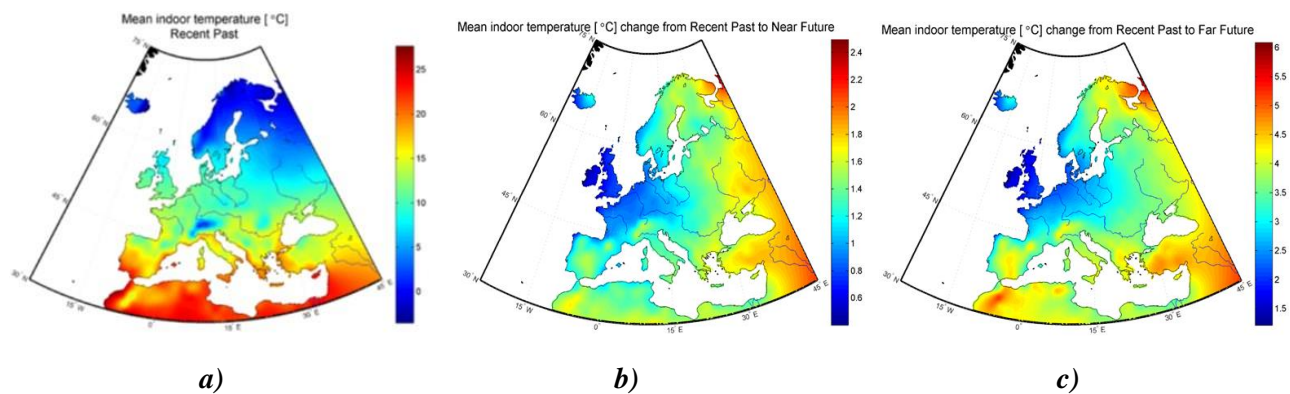 Mean indoor temperature [ °C]
Recent Past
75° N
60° N
45° N
30° N
15° W
0°
15° E
30° E
45° E
25
20
15
10
5
0
Mean indoor temperature [ °C] change from Recent Past to Near Future
75° N
60° N
45° N
30° N
15° W
0°
15° E
30° E
45° E
2.4
2.2
2
1.8
1.6
1.4
1.2
1
0.8
0.6
Mean indoor temperature [ °C] change from Recent Past to Far Future
75° N
60° N
45° N
30° N
15° W
0°
15° E
30° E
45° E
6
5.5
5
4.5
4
3.5
3
2.5
2
1.5
a)
b)
c)